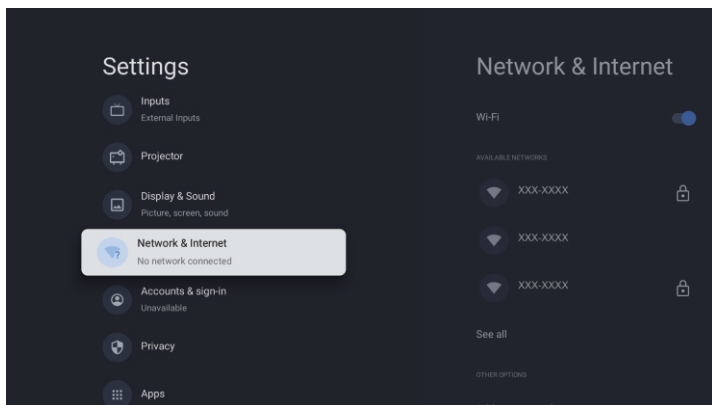 Settings
Inputs
External Inputs
Projector
Display & Sound
Picture, screen, sound
Network & Internet
No network connected
Accounts & sign-in
Unavailable
Privacy
Apps
Network & Internet
Wi-Fi
AVAILABLE NETWORKS
XXX-XXXX
XXX-XXXX
XXX-XXXX
See all
OTHER OPTIONS